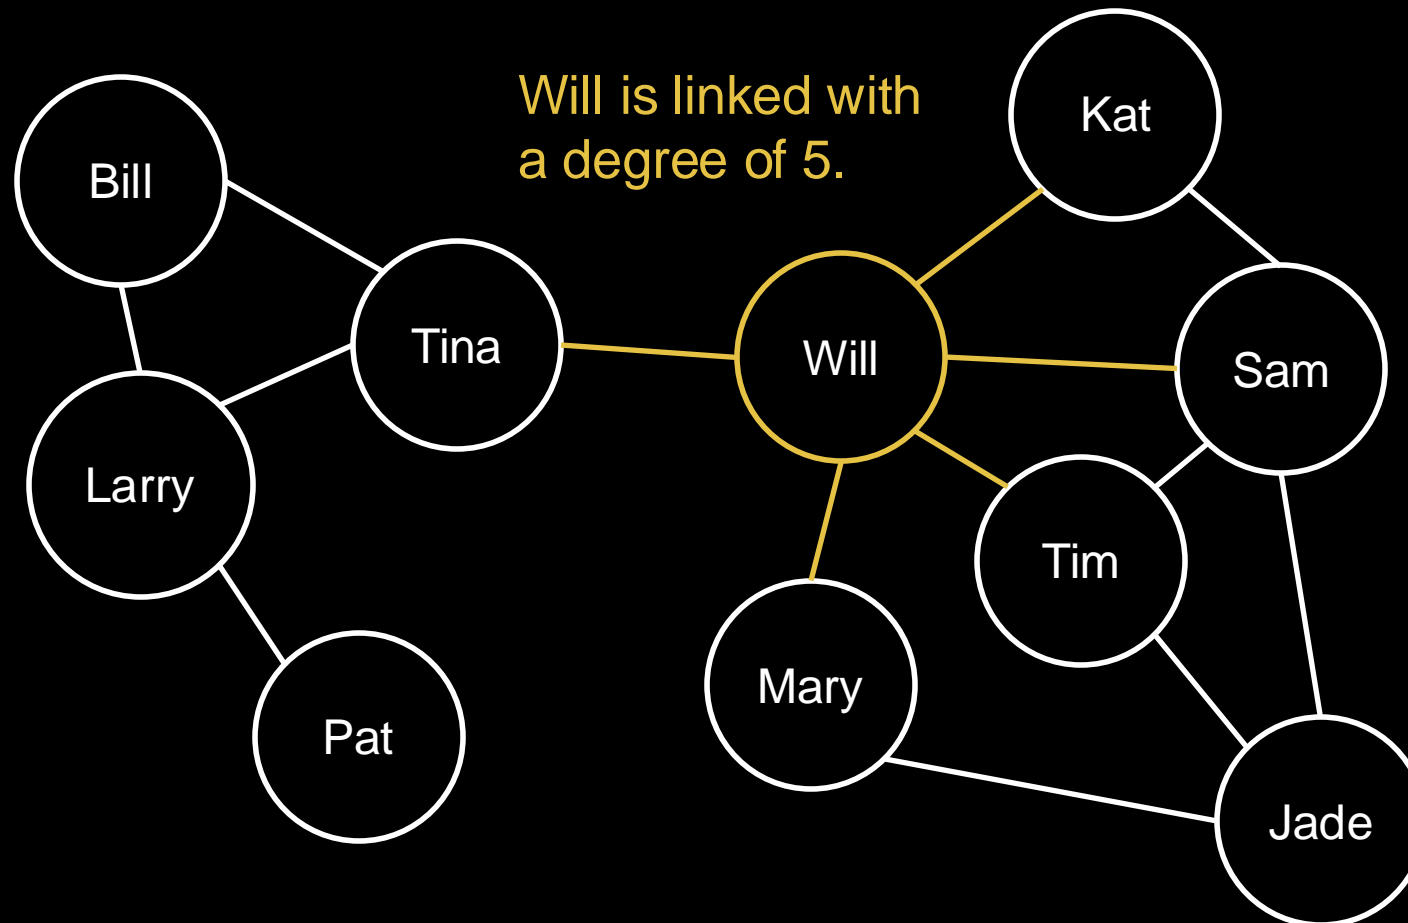 Will is linked with
a degree of 5.
Kat
Bill
Tina
Will
Sam
Larry
Tim
Mary
Pat
Jade